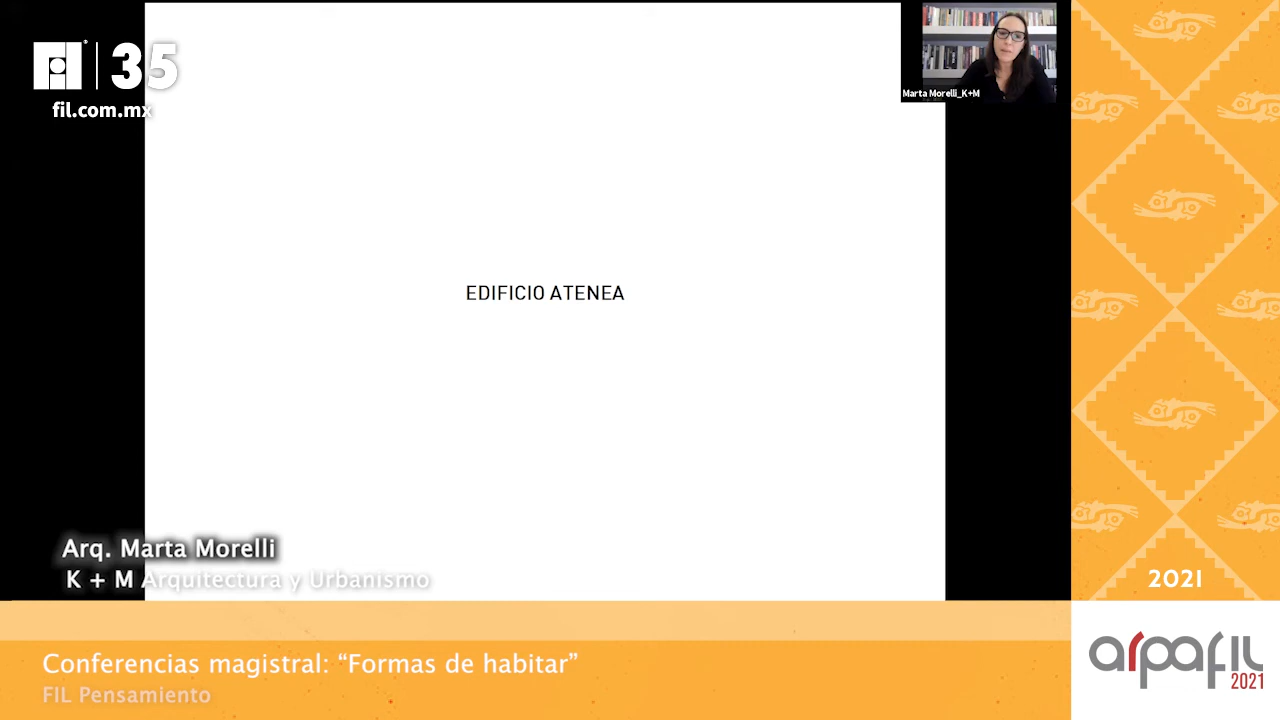 FIL 35
fil.com.mx
Marta Morelli_K+M
EDIFICIO ATENEA
Arq. Marta Morelli
K + M Arquitectura y Urbanismo
2021
Conferencias magistral: “Formas de habitar”
FIL Pensamiento
arpafil
2021